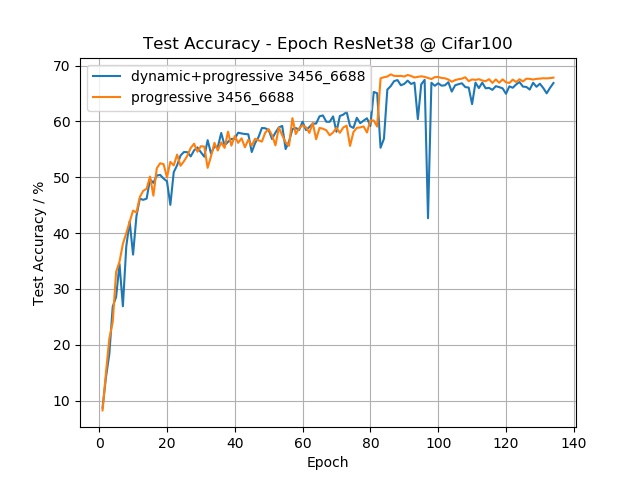 Test Accuracy - Epoch ResNet38 @ Cifar100
dynamic+progressive 3456_6688
progressive 3456_6688
Test Accuracy / %
70
60
50
40
30
20
10
0 20 40 60 80 100 120 140
Epoch